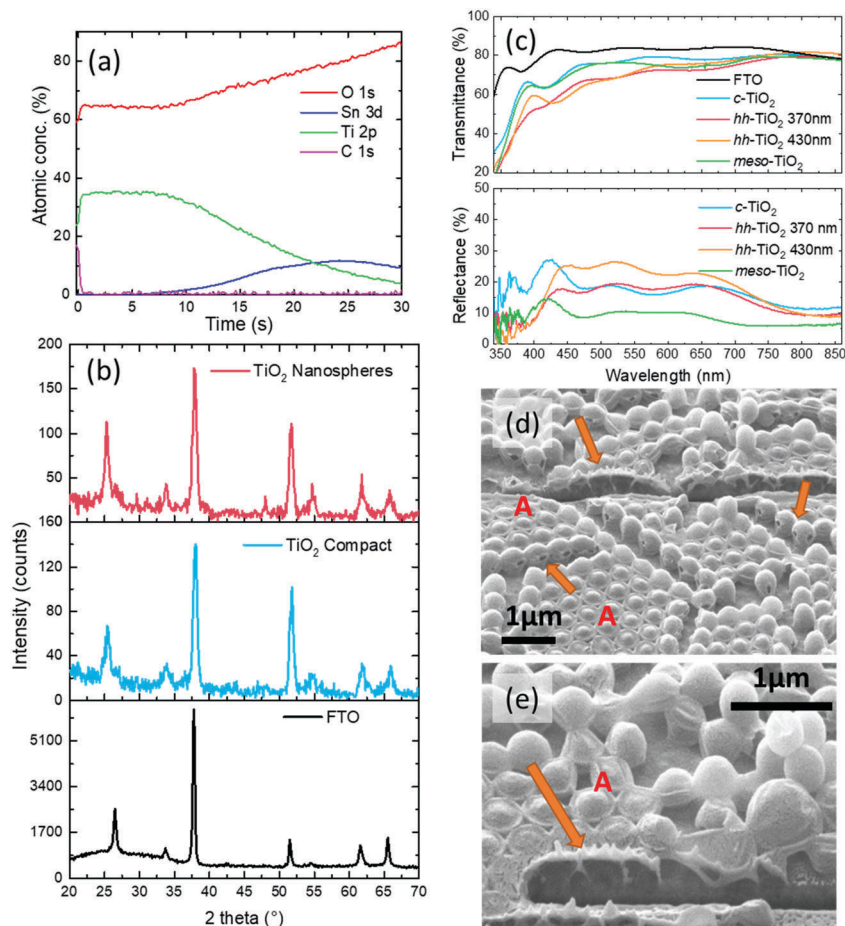 (a)
Atomic conc. (%)
80
60
40
20
0
O 1s
Sn 3d
Ti 2p
C 1s
0
10
20
30
Time (s)
(b)
Intensity (counts)
200
150
100
50
TiO₂ Nanospheres
160
120
80
40
0
TiO₂ Compact
5100
3400
1700
0
FTO
20 25 30 35 40 45 50 55 60 65 70
2 theta (°)
(c)
Transmittance (%)
100
80
60
40
20
FTO
c-TiO₂
hh-TiO₂ 370nm
hh-TiO₂ 430nm
meso-TiO₂
Reflectance (%)
50
40
30
20
10
0
c-TiO₂
hh-TiO₂ 370 nm
hh-TiO₂ 430nm
meso-TiO₂
350 400 450 500 550 600 650 700 750 800 850
Wavelength (nm)
(d)
A
A
1µm
(e)
1µm
A